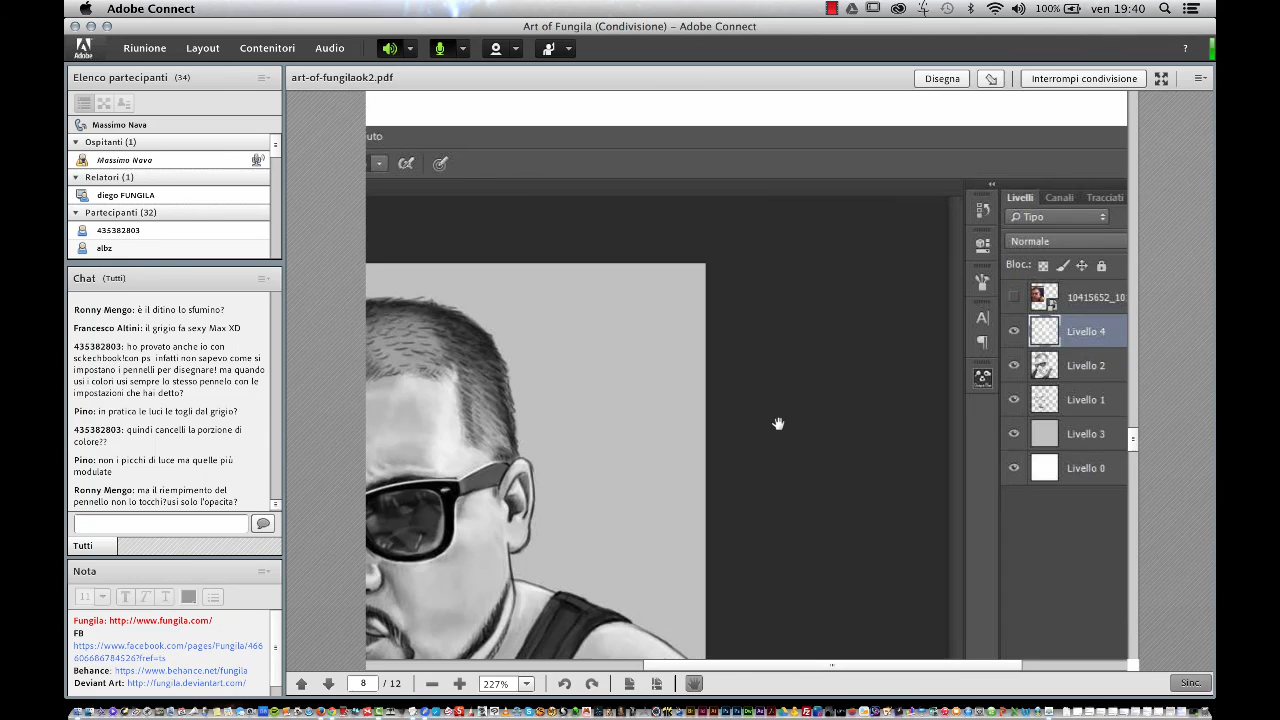 Adobe Connect
100%
ven 19:40
Art of Fungila (Condivisione) – Adobe Connect
Adobe
Riunione
Layout
Contenitori
Audio
?
Elenco partecipanti (34)
art-of-fungilaok2.pdf
Disegna
Interrompi condivisione
Massimo Nava
Ospitanti (1)
Massimo Nava
Relatori (1)
diego FUNGILA
Partecipanti (32)
435382803
albz
Chat (Tutti)
Ronny Mengo: è il ditino lo sfumino?
Francesco Altini: il grigo fa sexy Max XD
435382803: ho provato anche io con
sckechbook!con ps infatti non sapevo come si
impostano i pennelli per disegnare! ma quando
usi i colori usi sempre lo stesso pennelo con le
impostazioni che hai detto?
Pino: in pratica le luci le togli dal grigio?
435382803: quindi cancelli la porzione di
colore??
Pino: non i picchi di luce ma quelle più
modulate
Ronny Mengo: ma il riempimento del
pennello non lo tocchi?usi solo l'opacita?
Tutti
Nota
11
T
T
T
Fungila: http://www.fungila.com/
FB
https://www.facebook.com/pages/Fungila/466
606686784526?fref=ts
Behance: https://www.behance.net/fungila
Deviant Art: http://fungila.deviantart.com/
uto
Livelli
Canali
Tracciati
Tipo
Normale
Bloc.:
10415652_10
Livello 4
Livello 2
Livello 1
Livello 3
Livello 0
A
8 / 12
227%
Sinc.